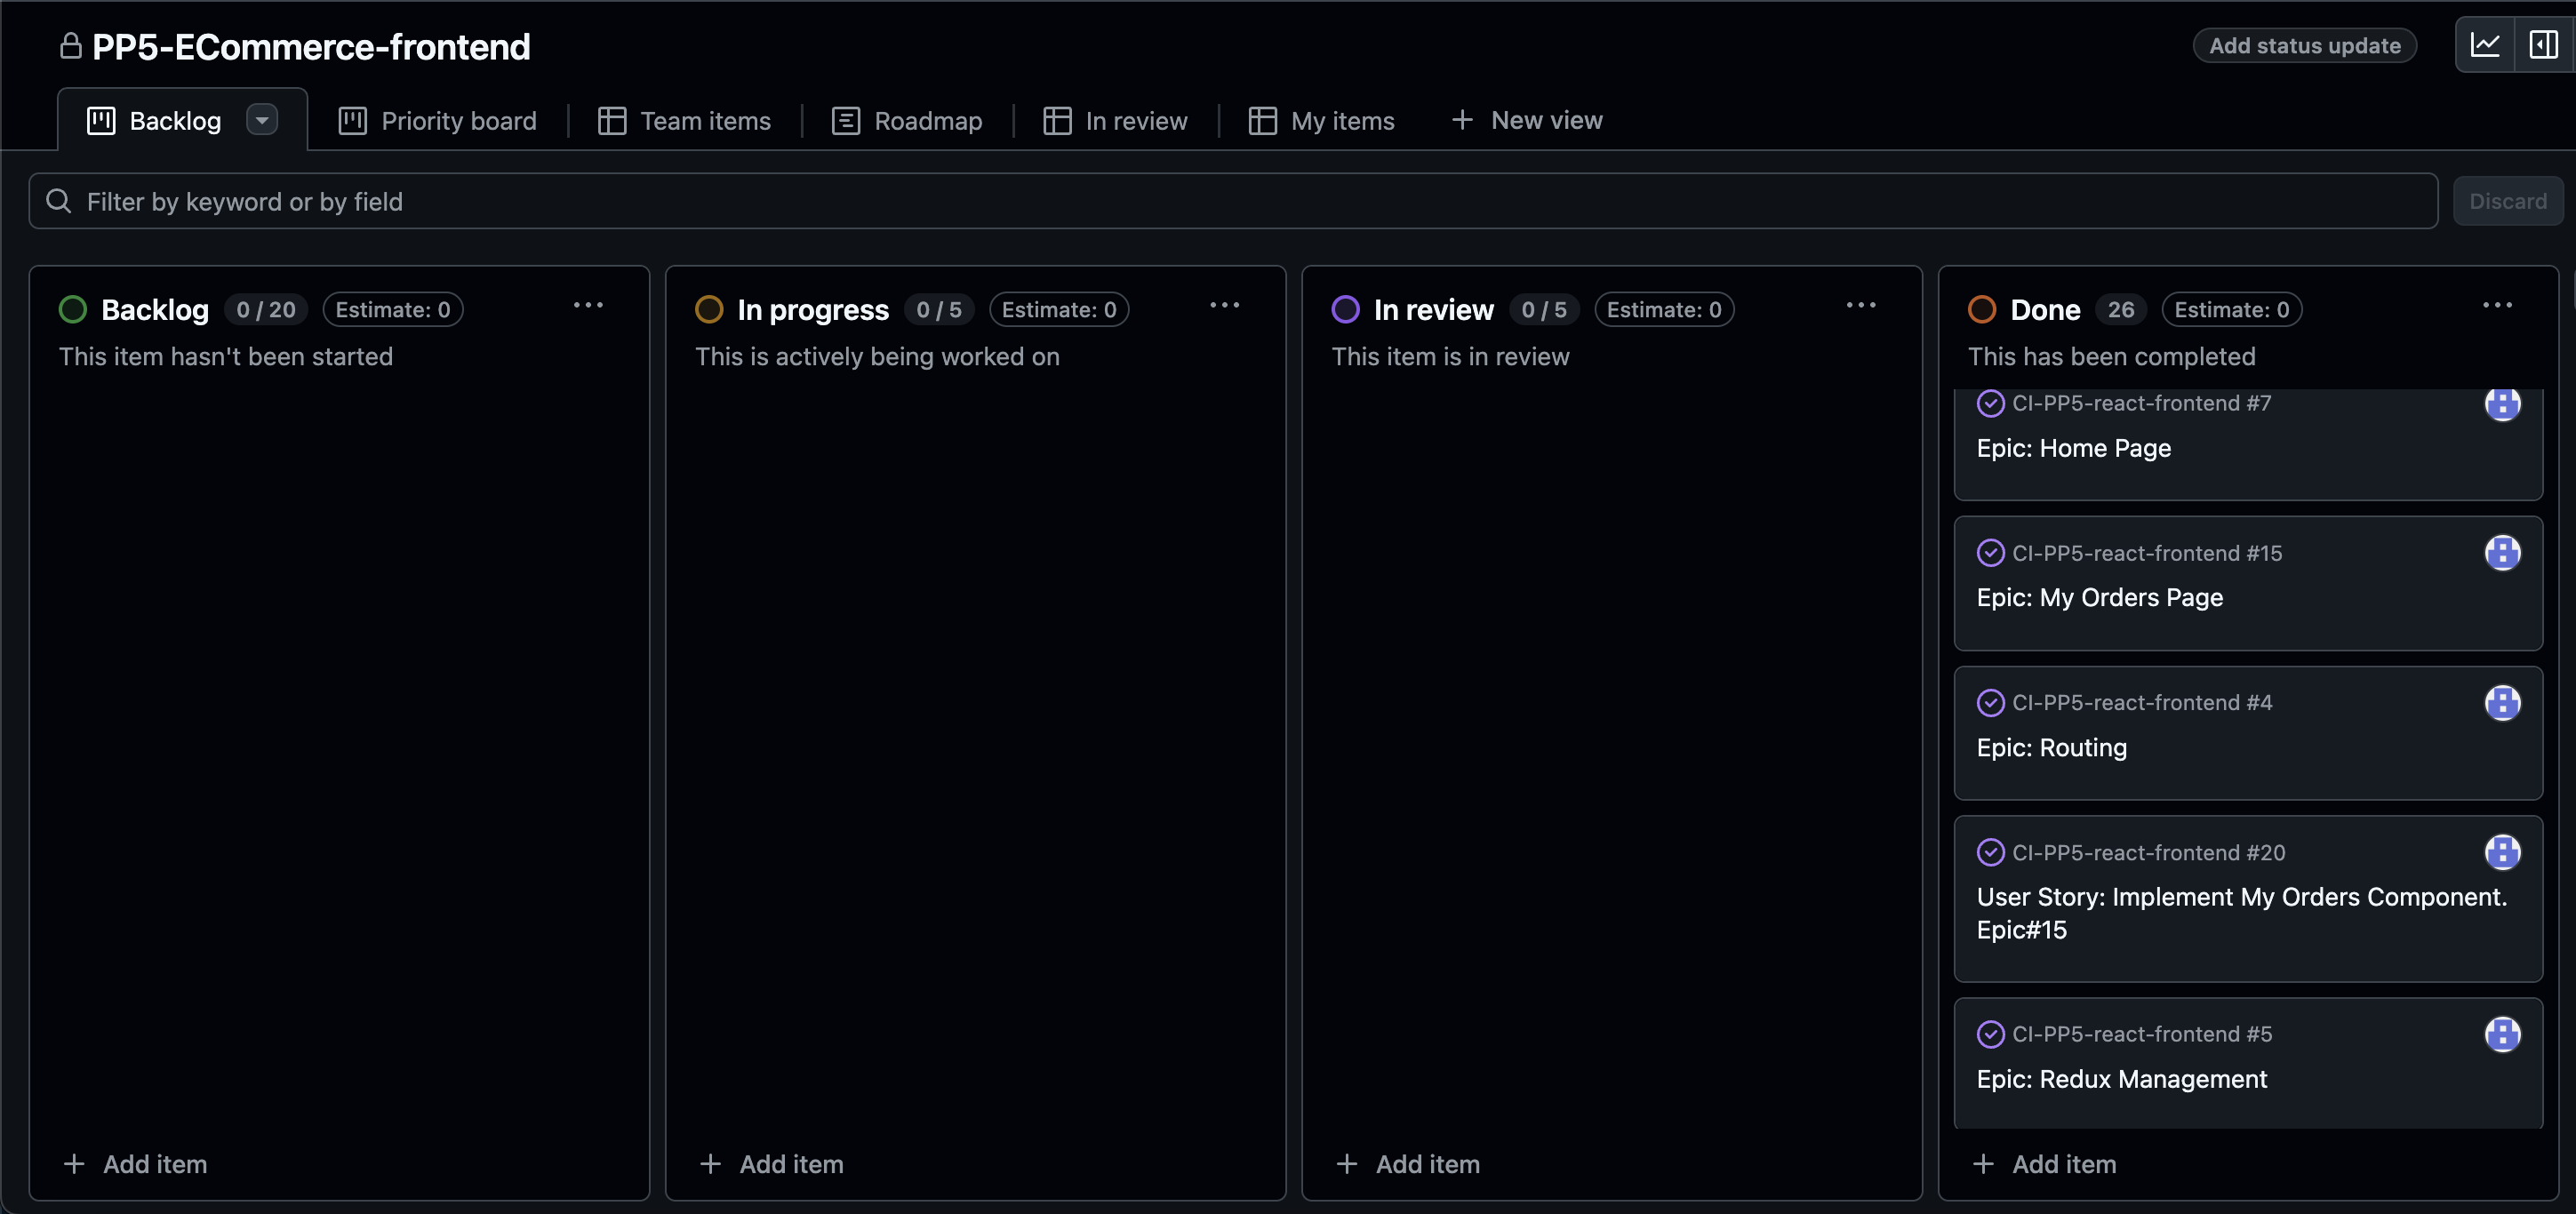 PP5-ECommerce-frontend
Add status update
Backlog
Priority board
Team items
Roadmap
In review
My items
New view
Filter by keyword or by field
Discard
Backlog 0 / 20 Estimate: 0
This item hasn't been started
Add item
In progress 0 / 5 Estimate: 0
This is actively being worked on
Add item
In review 0 / 5 Estimate: 0
This item is in review
Add item
Done 26 Estimate: 0
This has been completed
CI-PP5-react-frontend #7
Epic: Home Page
CI-PP5-react-frontend #15
Epic: My Orders Page
CI-PP5-react-frontend #4
Epic: Routing
CI-PP5-react-frontend #20
User Story: Implement My Orders Component.
Epic#15
CI-PP5-react-frontend #5
Epic: Redux Management
Add item